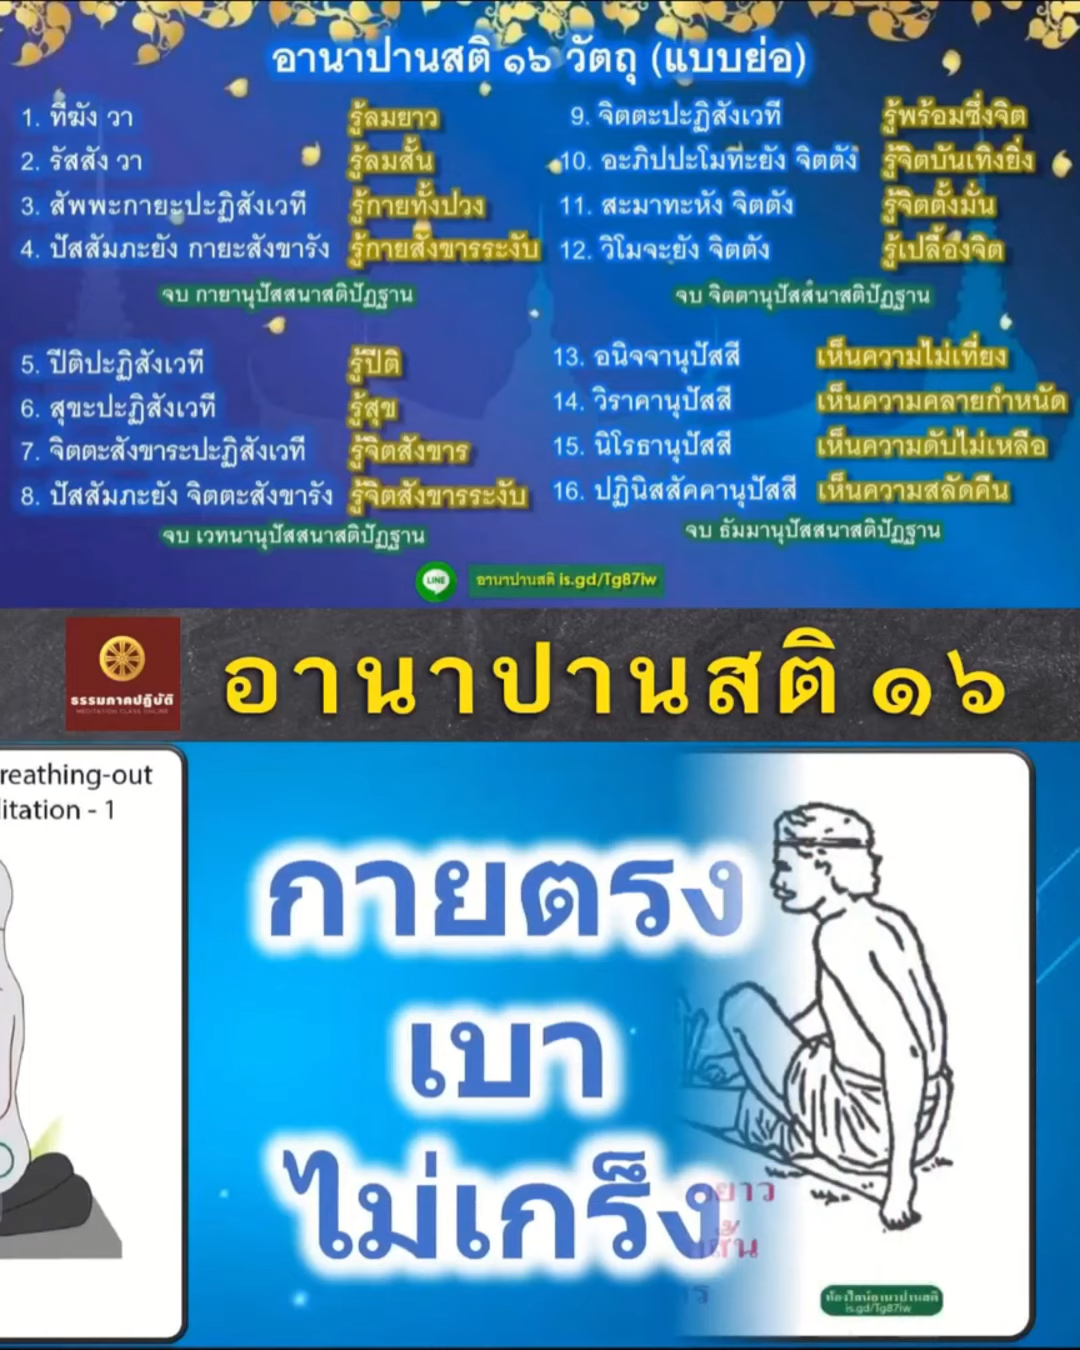 อานาปานสติ ๑๖ วัตถุ (แบบย่อ)
1. ทีฆัง วา รู้ลมยาว
2. รัสสัง วา รู้ลมสั้น
3. สัพพะกายะปะฏิสังเวที รู้กายทั้งปวง
4. ปัสสัมภะยัง กายะสังขารัง รู้กายสังขารระงับ
จบ กายานุปัสสนาสติปัฏฐาน
5. ปีติปะฏิสังเวที รู้ปีติ
6. สุขะปะฏิสังเวที รู้สุข
7. จิตตะสังขาระปะฏิสังเวที รู้จิตสังขาร
8. ปัสสัมภะยัง จิตตะสังขารัง รู้จิตสังขารระงับ
จบ เวทนานุปัสสนาสติปัฏฐาน
9. จิตตะปะฏิสังเวที รู้พร้อมซึ่งจิต
10. อะภิปปะโมทะยัง จิตตัง รู้จิตบันเทิงยิ่ง
11. สะมาทะหัง จิตตัง รู้จิตตั้งมั่น
12. วิโมจะยัง จิตตัง รู้เปลื้องจิต
จบ จิตตานุปัสสนาสติปัฏฐาน
13. อนิจจานุปัสสี เห็นความไม่เที่ยง
14. วิราคานุปัสสี เห็นความคลายกำหนัด
15. นิโรธานุปัสสี เห็นความดับไม่เหลือ
16. ปฏินิสสัคคานุปัสสี เห็นความสลัดคืน
จบ ธัมมานุปัสสนาสติปัฏฐาน
LINE
อานาปานสติ is.gd/Tg87iw
ธรรมภาคปฏิบัติ
MEDITATION CLASS ONLINE
อานาปานสติ ๑๖
reathing-out
itation - 1
กายตรง
เบา
ไม่เกร็ง
ยาว
สั้น
ห้องไลน์อานาปานสติ
is.gd/Tg87iw